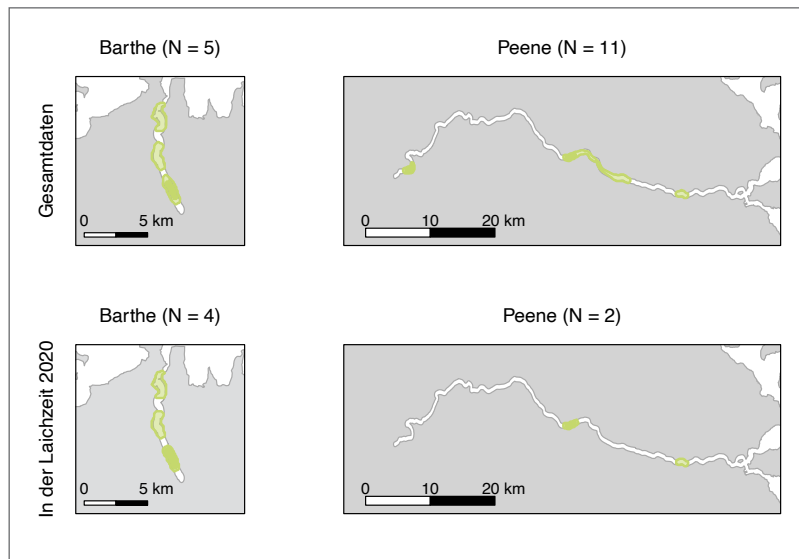 Barthe (N = 5)
Peene (N = 11)
Gesamtdaten
0 5 km
0 10 20 km
Barthe (N = 4)
Peene (N = 2)
In der Laichzeit 2020
0 5 km
0 10 20 km